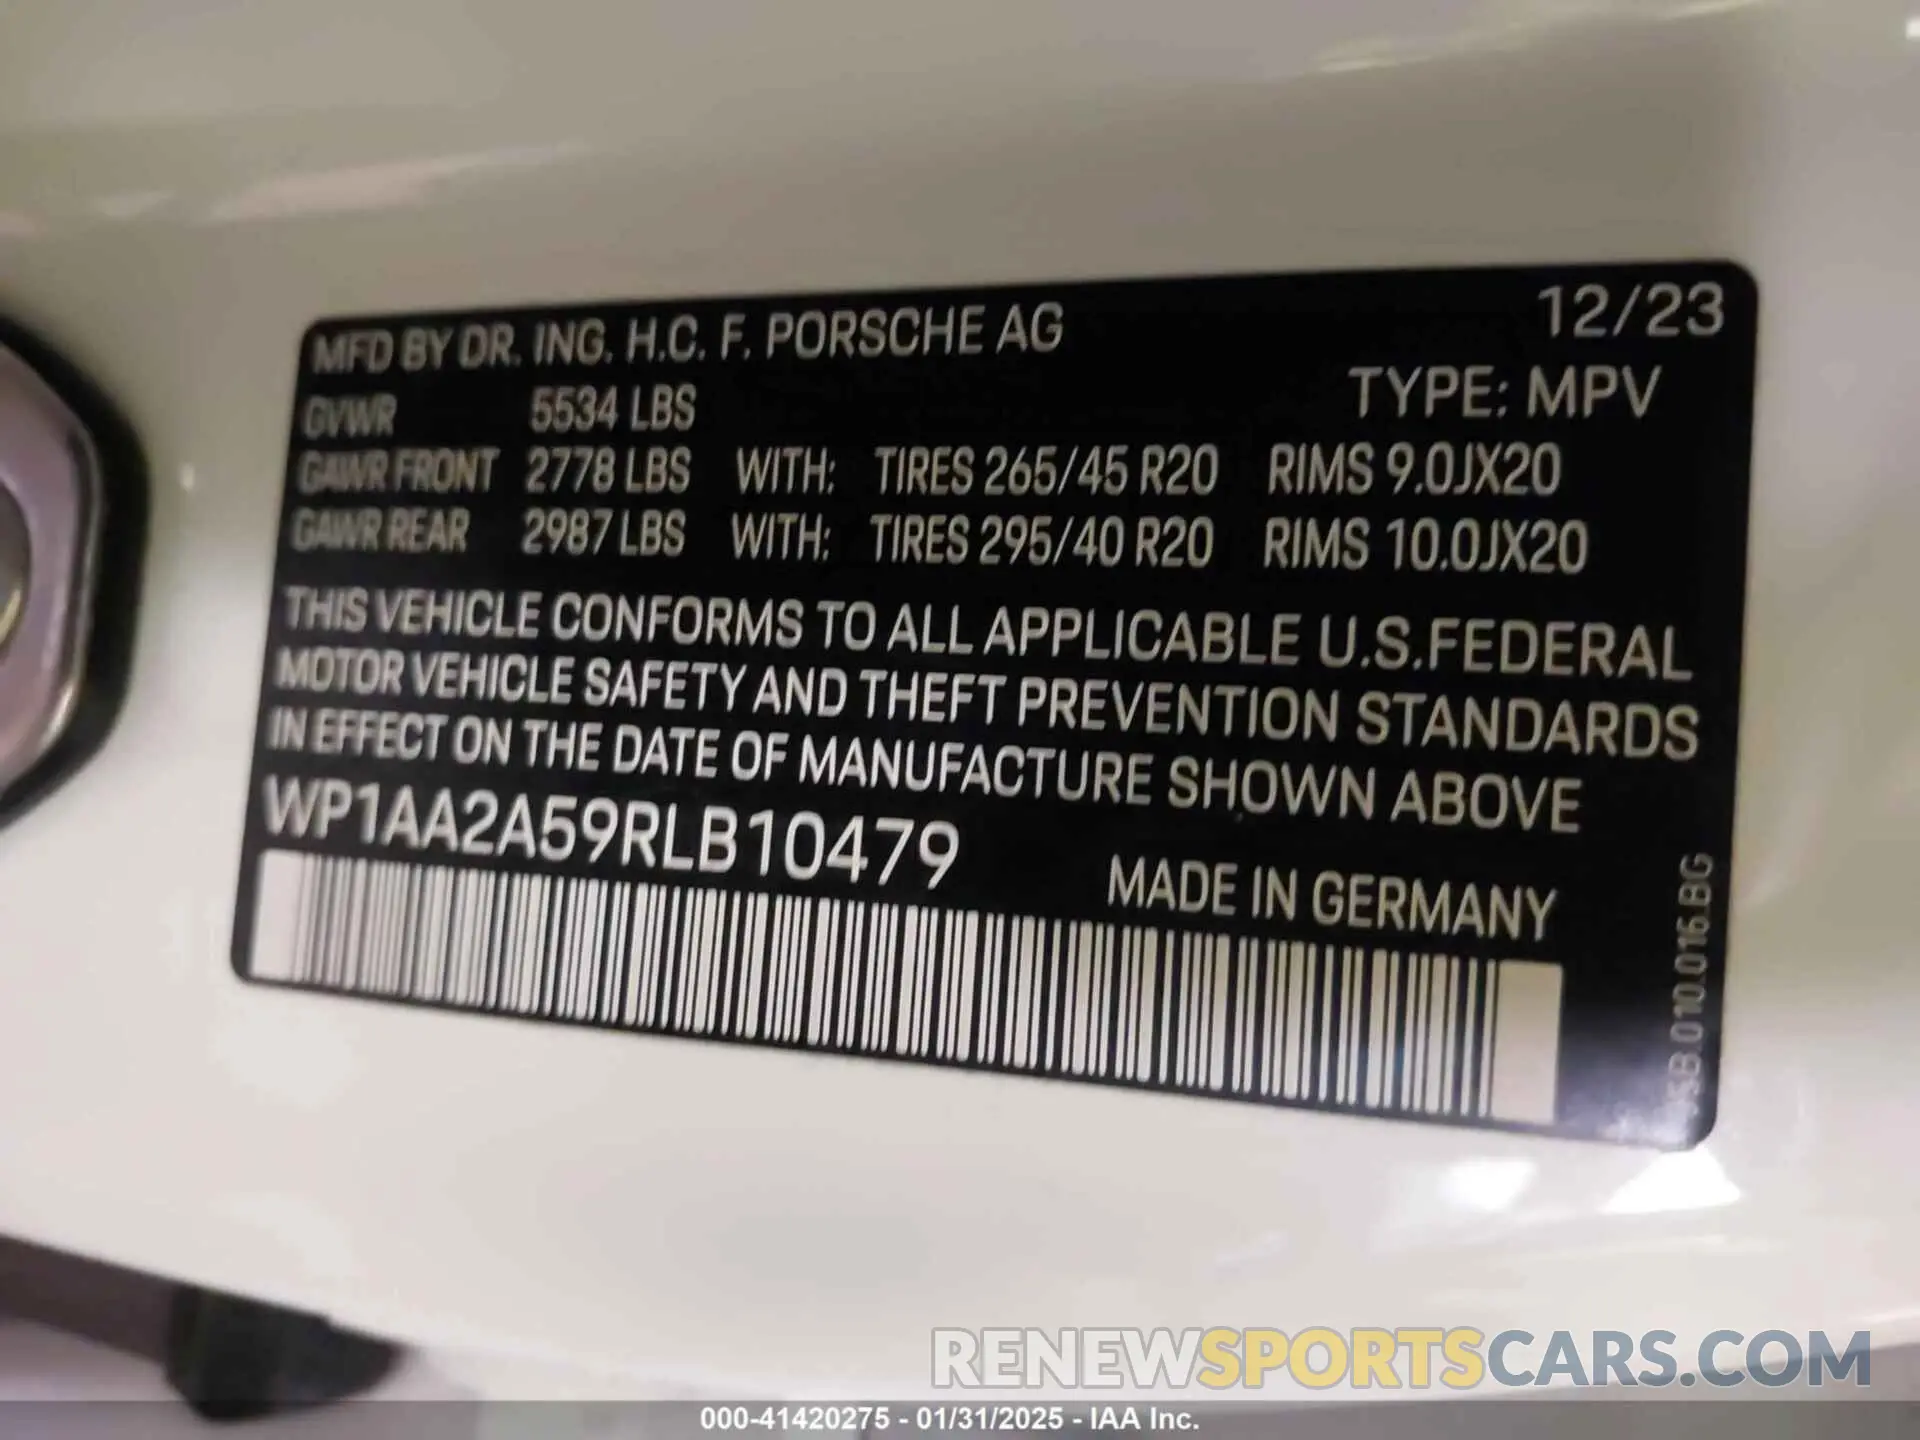 MFD BY DR. ING. H.C. F. PORSCHE AG 12/23
TYPE: MPV
GVWR 5534 LBS
GAWR FRONT 2778 LBS WITH: TIRES 265/45 R20 RIMS 9.0JX20
GAWR REAR 2987 LBS WITH: TIRES 295/40 R20 RIMS 10.0JX20
THIS VEHICLE CONFORMS TO ALL APPLICABLE U.S.FEDERAL
MOTOR VEHICLE SAFETY AND THEFT PREVENTION STANDARDS
IN EFFECT ON THE DATE OF MANUFACTURE SHOWN ABOVE
WP1AA2A59RLB10479
MADE IN GERMANY
RENEWSPORTSCARS.COM
000-41420275 - 01/31/2025 - IAA Inc.